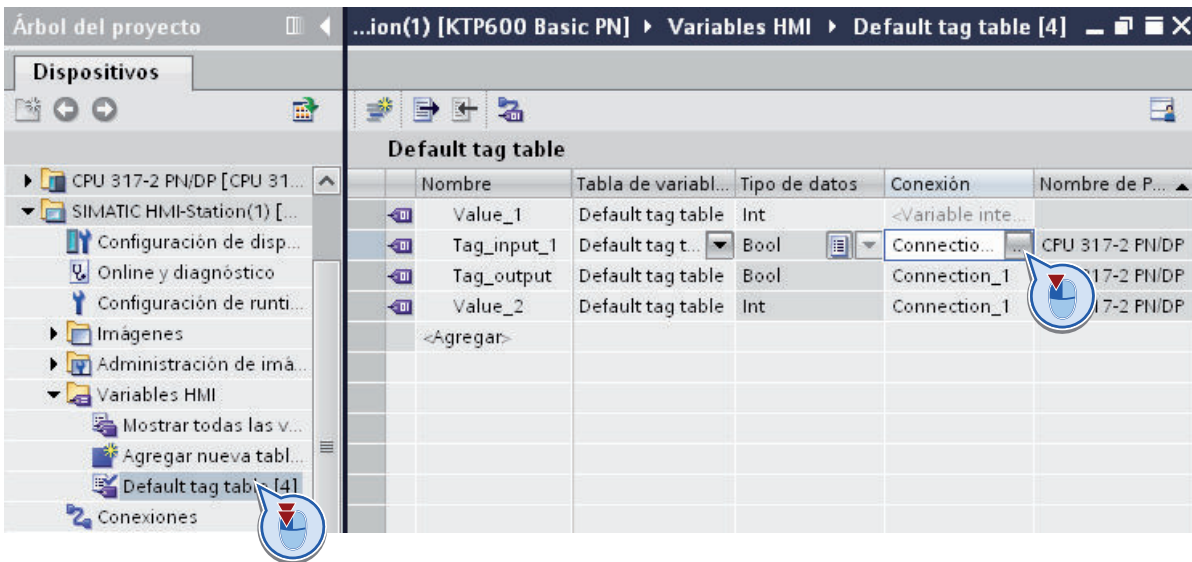 Árbol del proyecto
...ion(1) [KTP600 Basic PN] Variables HMI Default tag table [4]
Dispositivos
Default tag table
CPU 317-2 PN/DP [CPU 31...
SIMATIC HMI-Station(1) [...
Configuración de disp...
Online y diagnóstico
Configuración de runti...
Imágenes
Administración de imá...
Variables HMI
Mostrar todas las v...
Agregar nueva tabl...
Default tag table [4]
Conexiones
Nombre Tabla de variabl... Tipo de datos Conexión Nombre de P...
Value_1 Default tag table Int <Variable inte...
Tag_input_1 Default tag t... Bool Connectio... ... CPU 317-2 PN/DP
Tag_output Default tag table Bool Connection_1 317-2 PN/DP
Value_2 Default tag table Int Connection_1 7-2 PN/DP
<Agregar>